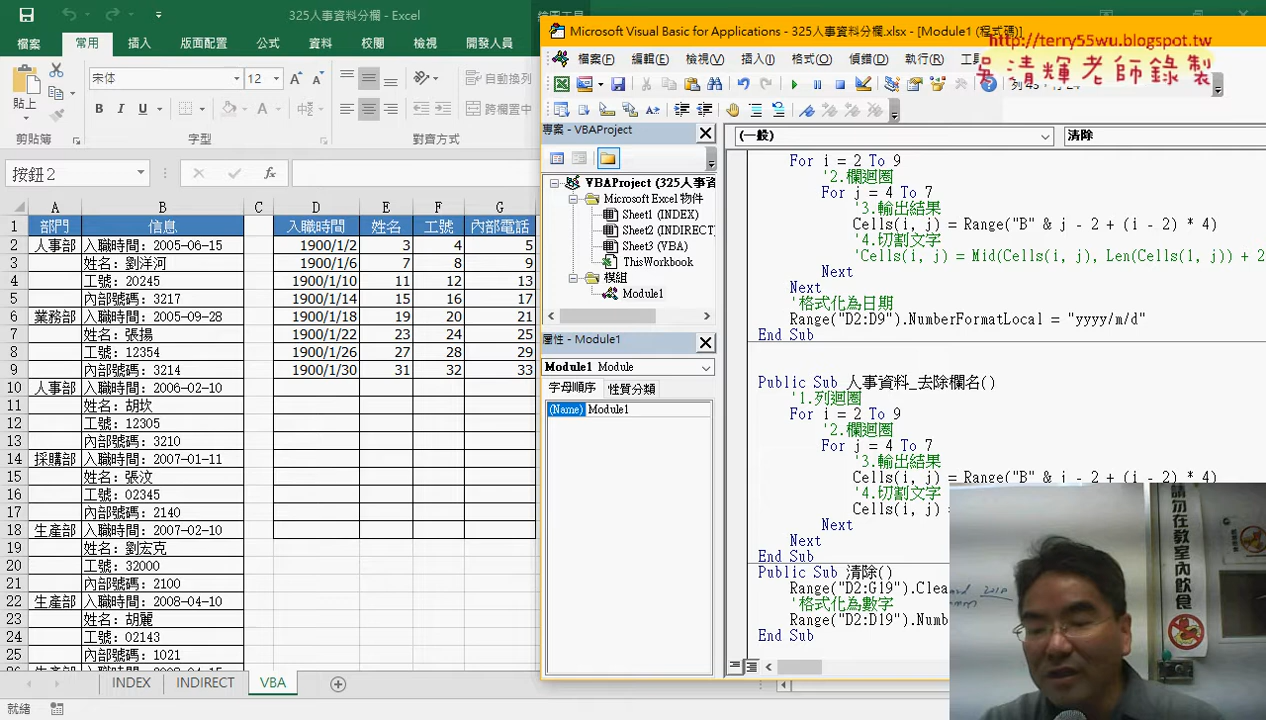 325人事資料分欄 - Excel
檔案 常用 插入 版面配置 公式 資料 校閱 檢視 開發人員
宋体 12
貼上
自動換列
跨欄置中
剪貼簿 字型 對齊方式
按鈕2
A B C D E F G
1 部門 信息 入職時間 姓名 工號 內部電話
2 人事部 入職時間：2005-06-15 1900/1/2 3 4 5
3 姓名：劉洋河 1900/1/6 7 8 9
4 工號：20245 1900/1/10 11 12 13
5 內部號碼：3217 1900/1/14 15 16 17
6 業務部 入職時間：2005-09-28 1900/1/18 19 20 21
7 姓名：張揚 1900/1/22 23 24 25
8 工號：12354 1900/1/26 27 28 29
9 內部號碼：3214 1900/1/30 31 32 33
10 人事部 入職時間：2006-02-10
11 姓名：胡坎
12 工號：12305
13 內部號碼：3210
14 採購部 入職時間：2007-01-11
15 姓名：張汶
16 工號：02345
17 內部號碼：2140
18 生產部 入職時間：2007-02-10
19 姓名：劉宏克
20 工號：32000
21 內部號碼：2100
22 生產部 入職時間：2008-04-10
23 姓名：胡麗
24 工號：02143
25 內部號碼：1021
INDEX INDIRECT VBA
就緒
Microsoft Visual Basic for Applications - 325人事資料分欄.xlsx - [Module1 (程式碼)]
http://terry55wu.blogspot.tw
吳清輝老師錄製
檔案(F) 編輯(E) 檢視(V) 插入(I) 格式(O) 偵錯(D) 執行(R)
專案 - VBAProject
VBAProject (325人事資
Microsoft Excel 物件
Sheet1 (INDEX)
Sheet2 (INDIRECT)
Sheet3 (VBA)
ThisWorkbook
模組
Module1
屬性 - Module1
Module1 Module
字母順序 性質分類
(Name) Module1
(一般) 清除
For i = 2 To 9
'2.欄迴圈
For j = 4 To 7
'3.輸出結果
Cells(i, j) = Range("B" & j - 2 + (i - 2) * 4)
'4.切割文字
'Cells(i, j) = Mid(Cells(i, j), Len(Cells(1, j)) + 2
Next
Next
'格式化為日期
Range("D2:D9").NumberFormatLocal = "yyyy/m/d"
End Sub
Public Sub 人事資料_去除欄名()
'1.列迴圈
For i = 2 To 9
'2.欄迴圈
For j = 4 To 7
'3.輸出結果
Cells(i, j) = Range("B" & j - 2 + (i - 2) * 4)
'4.切割文字
Cells(i, j) =
Next
Next
End Sub
Public Sub 清除()
Range("D2:G19").Clea
'格式化為數字
Range("D2:D19").Numb
End Sub
請勿在教室內飲食